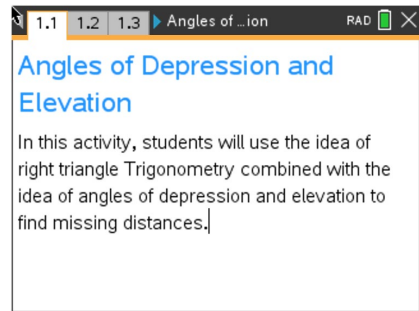 1.1 1.2 1.3 Angles of …ion RAD
Angles of Depression and
Elevation
In this activity, students will use the idea of
right triangle Trigonometry combined with the
idea of angles of depression and elevation to
find missing distances.